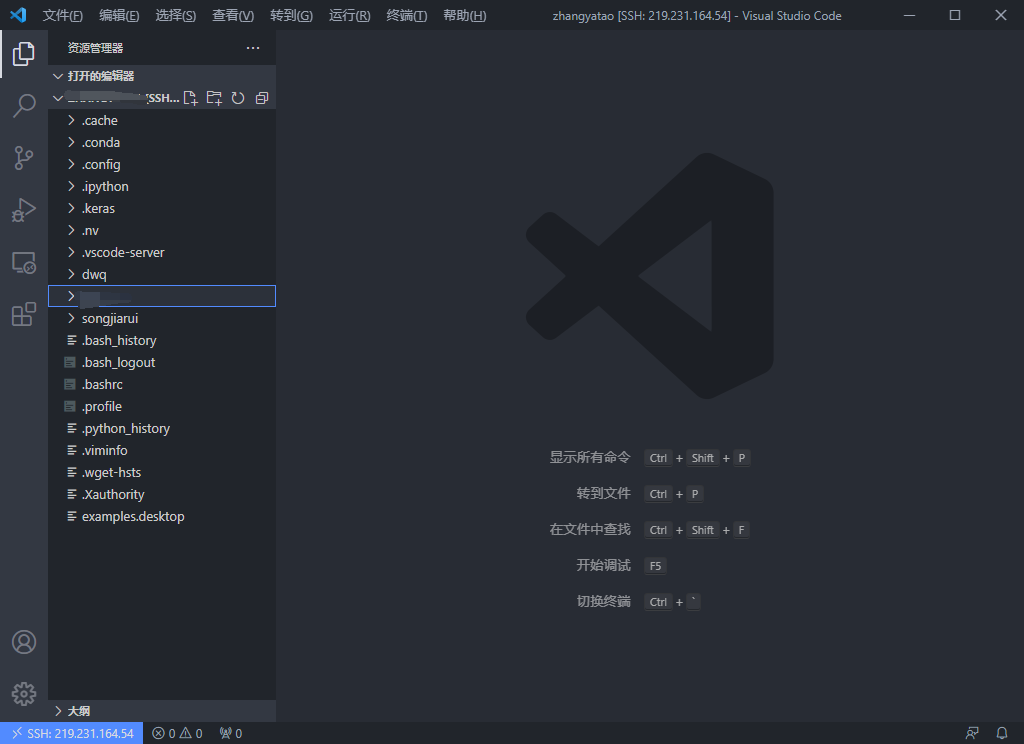 文件(F) 编辑(E) 选择(S) 查看(V) 转到(G) 运行(R) 终端(T) 帮助(H) zhangyatao [SSH: 219.231.164.54] - Visual Studio Code
资源管理器
打开的编辑器
[SSH...
.cache
.conda
.config
.ipython
.keras
.nv
.vscode-server
dwq
songjiarui
.bash_history
.bash_logout
.bashrc
.profile
.python_history
.viminfo
.wget-hsts
.Xauthority
examples.desktop
大纲
显示所有命令 Ctrl + Shift + P
转到文件 Ctrl + P
在文件中查找 Ctrl + Shift + F
开始调试 F5
切换终端 Ctrl + `
SSH: 219.231.164.54 0 0 0